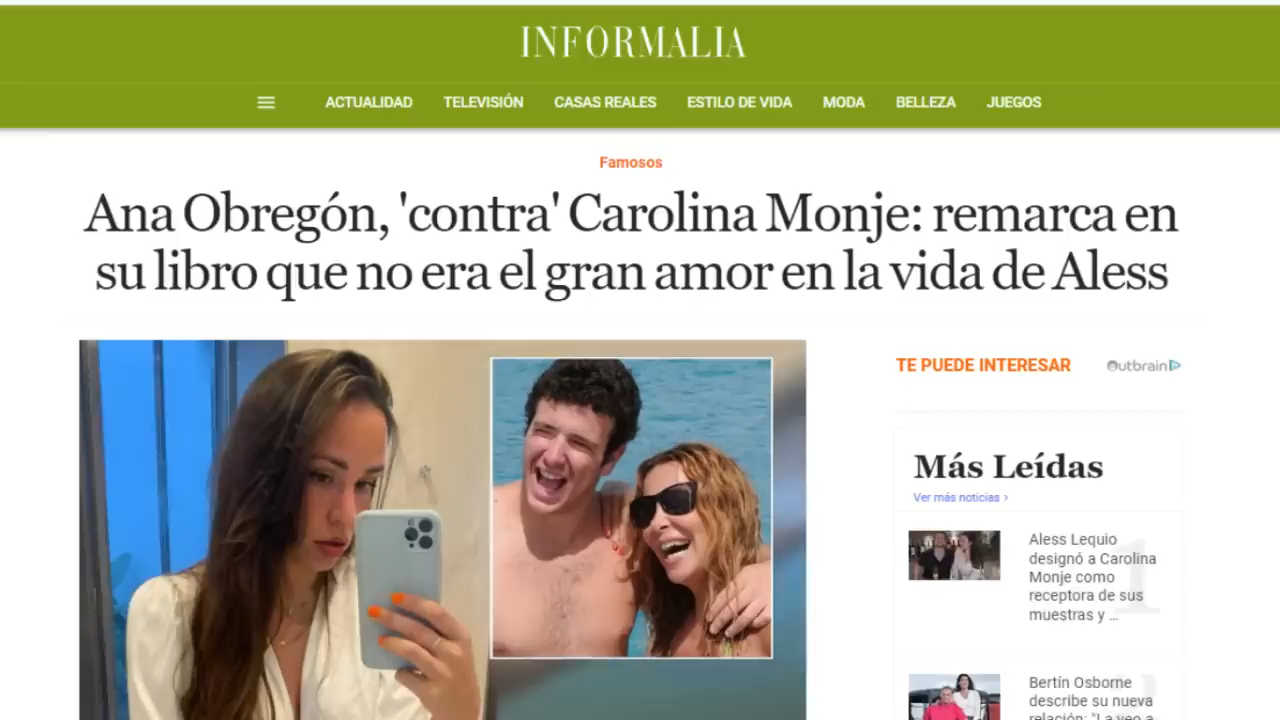 INFORMALIA
ACTUALIDAD TELEVISIÓN CASAS REALES ESTILO DE VIDA MODA BELLEZA JUEGOS
Famosos
Ana Obregón, 'contra' Carolina Monje: remarca en
su libro que no era el gran amor en la vida de Aless
TE PUEDE INTERESAR
Outbrain
Más Leídas
Ver más noticias ›
1
Aless Lequio
designó a Carolina
Monje como
receptora de sus
muestras y ...
Bertín Osborne
describe su nueva
relación: "La veo a